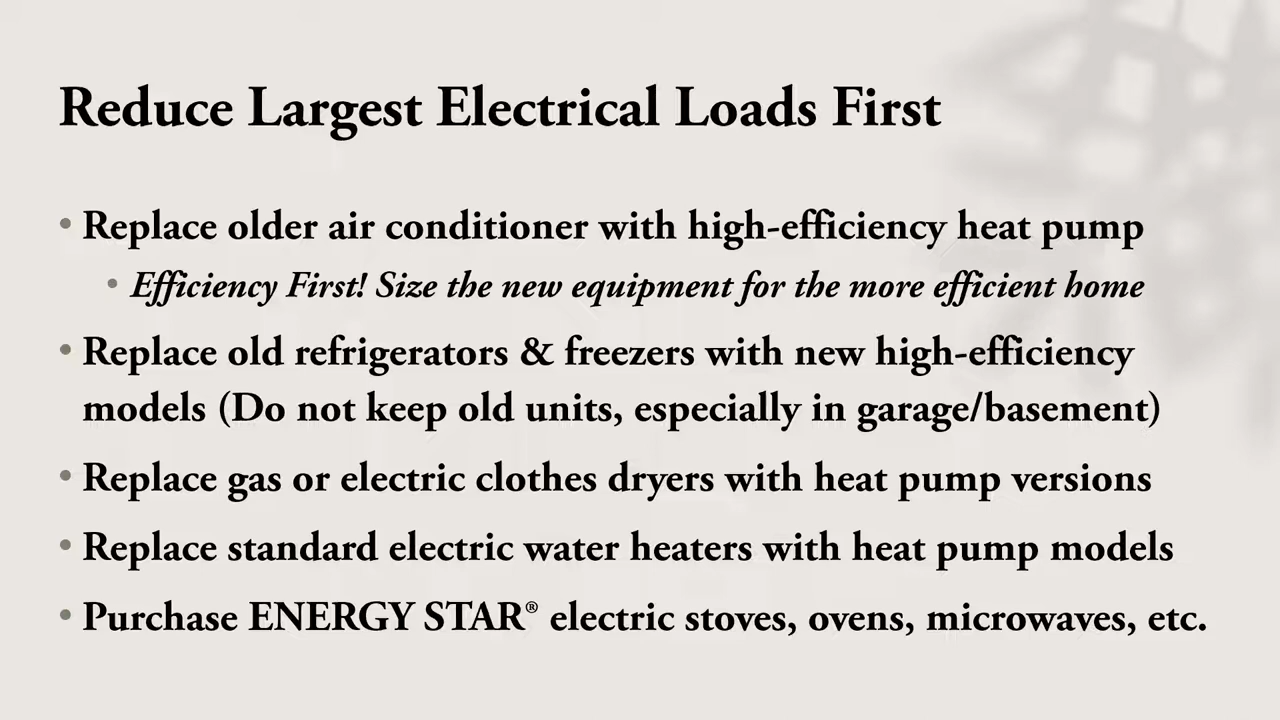 Reduce Largest Electrical Loads First
• Replace older air conditioner with high-efficiency heat pump
• Efficiency First! Size the new equipment for the more efficient home
• Replace old refrigerators & freezers with new high-efficiency
models (Do not keep old units, especially in garage/basement)
• Replace gas or electric clothes dryers with heat pump versions
• Replace standard electric water heaters with heat pump models
• Purchase ENERGY STAR® electric stoves, ovens, microwaves, etc.